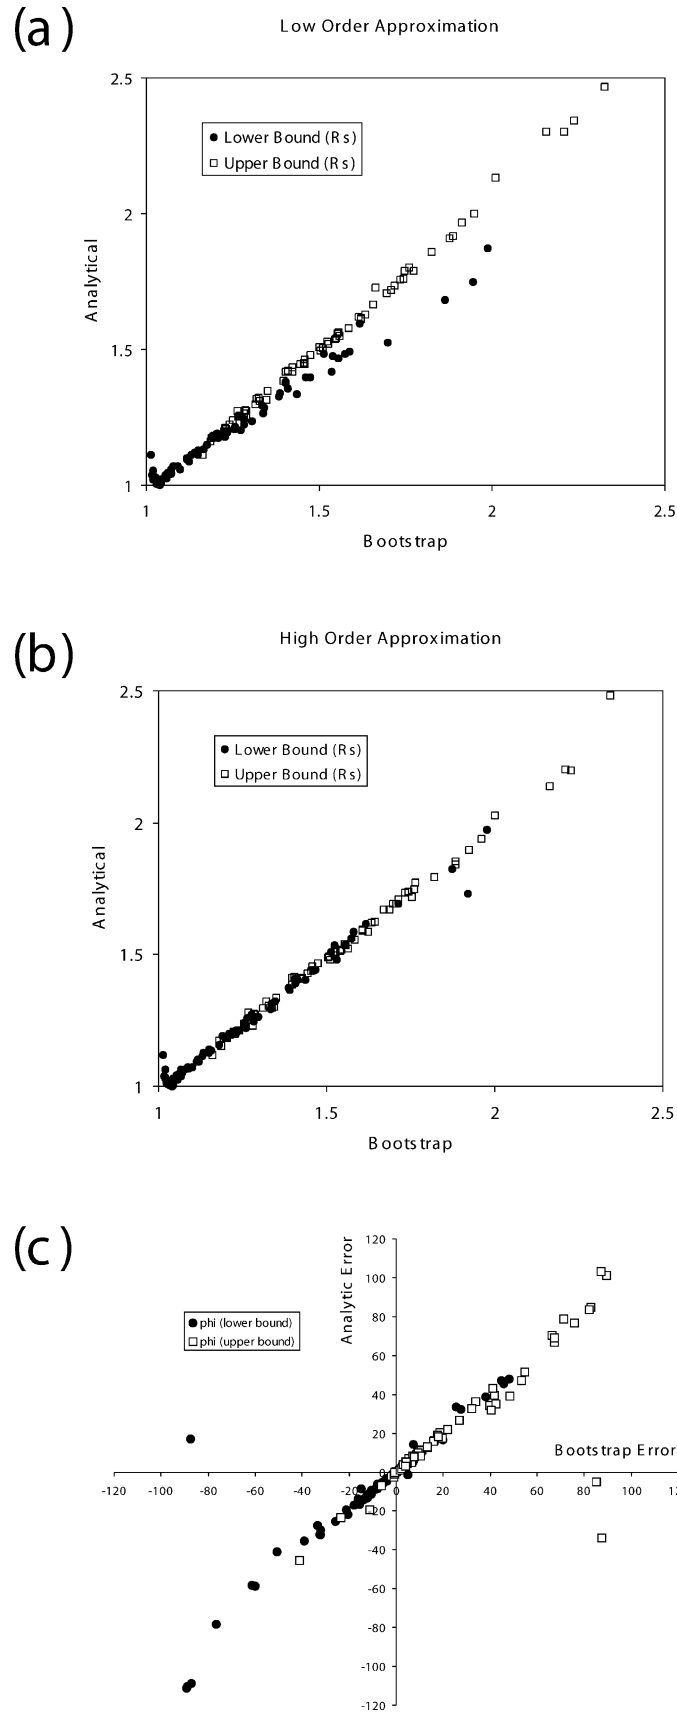 (a)
Low Order Approximation
2.5
Lower Bound (Rs)
Upper Bound (Rs)
2
Analytical
1.5
1
1 1.5 2 2.5
Bootstrap
(b)
High Order Approximation
2.5
Lower Bound (Rs)
Upper Bound (Rs)
2
Analytical
1.5
1
1 1.5 2 2.5
Bootstrap
(c)
120
Analytic Error
100
80
phi (lower bound)
phi (upper bound)
60
40
20
Bootstrap Error
0
-120 -100 -80 -60 -40 -20 0 20 40 60 80 100 120
-20
-40
-60
-80
-100
-120